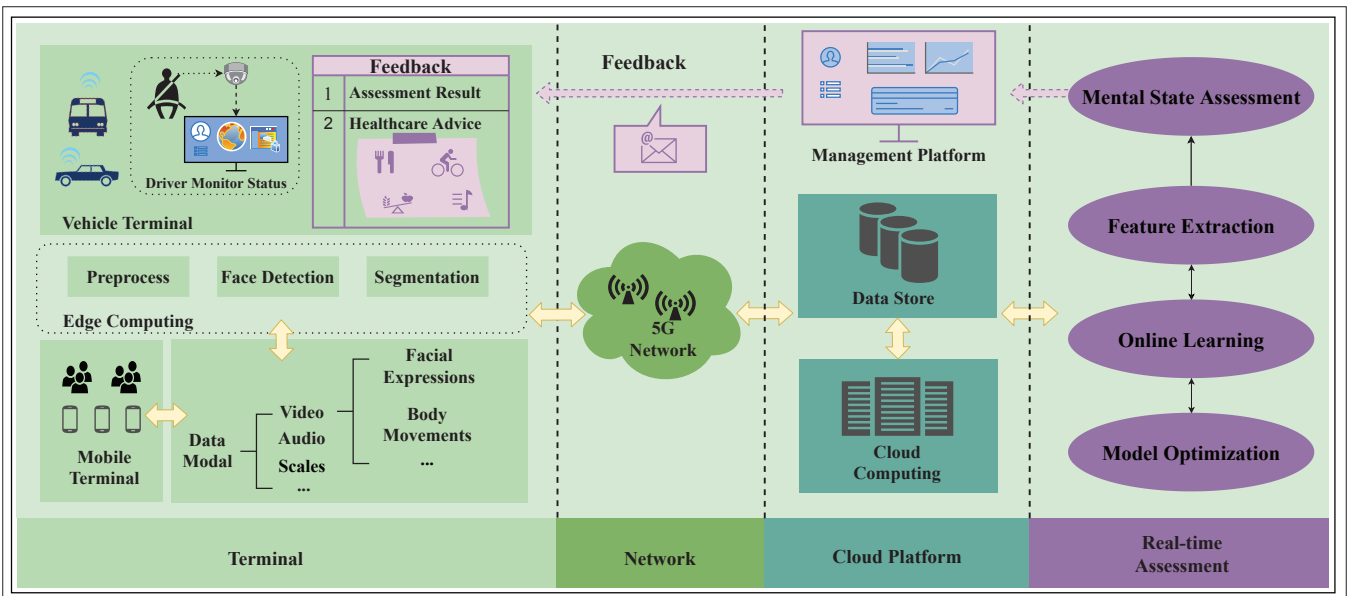 Feedback
1 Assessment Result
2 Healthcare Advice
Driver Monitor Status
Vehicle Terminal
Preprocess
Face Detection
Segmentation
Edge Computing
Mobile
Terminal
Data
Modal
Video
Audio
Scales
...
Facial
Expressions
Body
Movements
...
Terminal
Feedback
@
5G
Network
Network
Management Platform
Data Store
Cloud
Computing
Cloud Platform
Mental State Assessment
Feature Extraction
Online Learning
Model Optimization
Real-time
Assessment